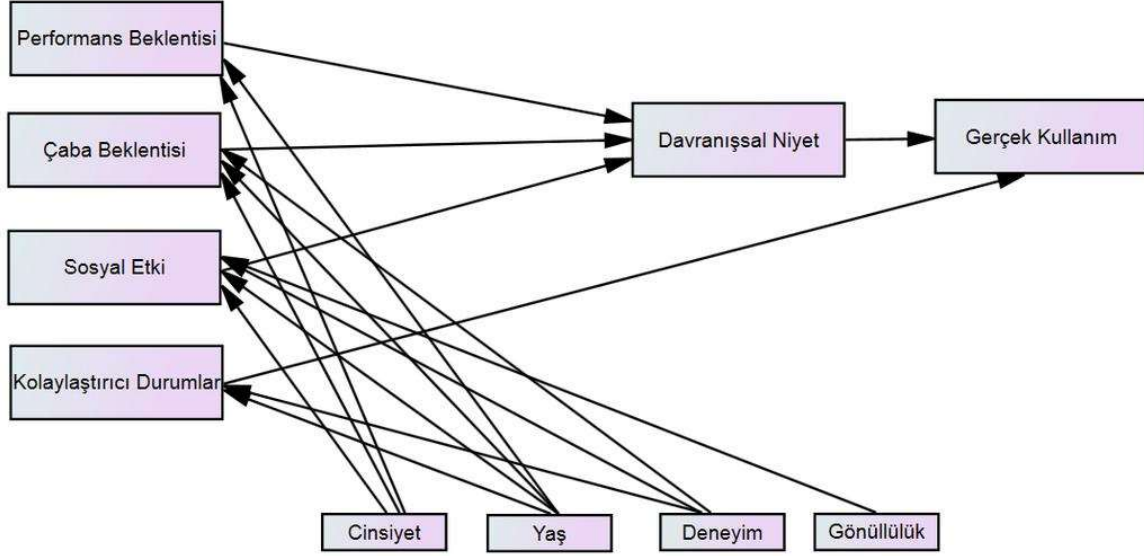 Performans Beklentisi
Çaba Beklentisi
Davranışsal Niyet
Gerçek Kullanım
Sosyal Etki
Kolaylaştırıcı Durumlar
Cinsiyet
Yaş
Deneyim
Gönüllülük